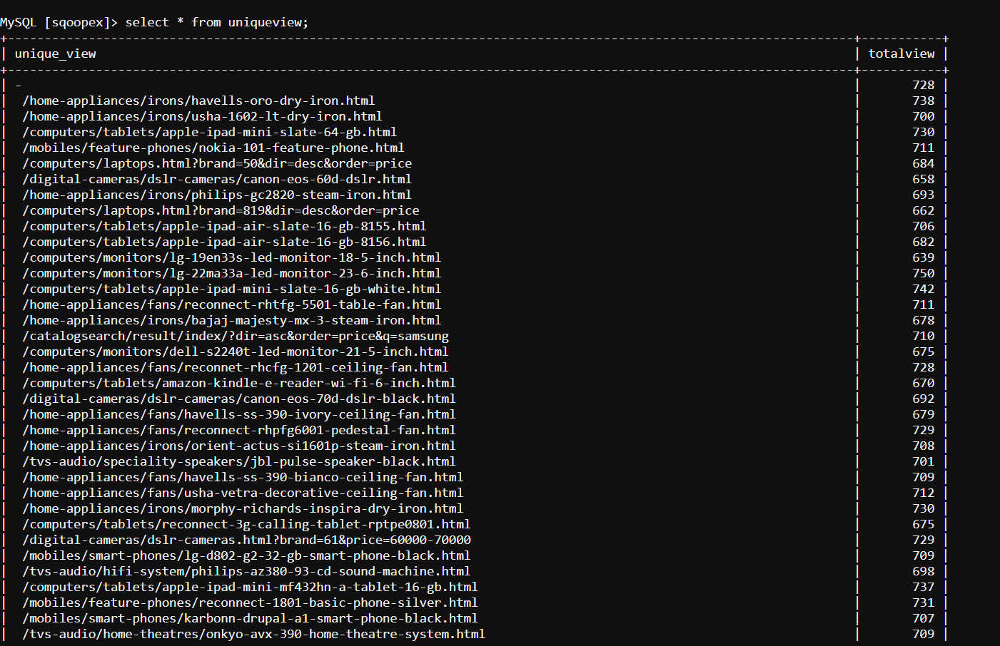 MySQL [sqoopex]> select * from uniqueview;
+------------------------------------------------------------------------------------------------------------------+-----------+
| unique_view | totalview |
+------------------------------------------------------------------------------------------------------------------+-----------+
| - | 728 |
| /home-appliances/irons/havells-oro-dry-iron.html | 738 |
| /home-appliances/irons/usha-1602-lt-dry-iron.html | 700 |
| /computers/tablets/apple-ipad-mini-slate-64-gb.html | 730 |
| /mobiles/feature-phones/nokia-101-feature-phone.html | 711 |
| /computers/laptops.html?brand=50&dir=desc&order=price | 684 |
| /digital-cameras/dslr-cameras/canon-eos-60d-dslr.html | 658 |
| /home-appliances/irons/philips-gc2820-steam-iron.html | 693 |
| /computers/laptops.html?brand=819&dir=desc&order=price | 662 |
| /computers/tablets/apple-ipad-air-slate-16-gb-8155.html | 706 |
| /computers/tablets/apple-ipad-air-slate-16-gb-8156.html | 682 |
| /computers/monitors/lg-19en33s-led-monitor-18-5-inch.html | 639 |
| /computers/monitors/lg-22ma33a-led-monitor-23-6-inch.html | 750 |
| /computers/tablets/apple-ipad-mini-slate-16-gb-white.html | 742 |
| /home-appliances/fans/reconnect-rhtfg-5501-table-fan.html | 711 |
| /home-appliances/irons/bajaj-majesty-mx-3-steam-iron.html | 678 |
| /catalogsearch/result/index/?dir=asc&order=price&q=samsung | 710 |
| /computers/monitors/dell-s2240t-led-monitor-21-5-inch.html | 675 |
| /home-appliances/fans/reconnet-rhcfg-1201-ceiling-fan.html | 728 |
| /computers/tablets/amazon-kindle-e-reader-wi-fi-6-inch.html | 670 |
| /digital-cameras/dslr-cameras/canon-eos-70d-dslr-black.html | 692 |
| /home-appliances/fans/havells-ss-390-ivory-ceiling-fan.html | 679 |
| /home-appliances/fans/reconnect-rhpfg6001-pedestal-fan.html | 729 |
| /home-appliances/irons/orient-actus-si1601p-steam-iron.html | 708 |
| /tvs-audio/speciality-speakers/jbl-pulse-speaker-black.html | 701 |
| /home-appliances/fans/havells-ss-390-bianco-ceiling-fan.html | 709 |
| /home-appliances/fans/usha-vetra-decorative-ceiling-fan.html | 712 |
| /home-appliances/irons/morphy-richards-inspira-dry-iron.html | 730 |
| /computers/tablets/reconnect-3g-calling-tablet-rptpe0801.html | 675 |
| /digital-cameras/dslr-cameras.html?brand=61&price=60000-70000 | 729 |
| /mobiles/smart-phones/lg-d802-g2-32-gb-smart-phone-black.html | 709 |
| /tvs-audio/hifi-system/philips-az380-93-cd-sound-machine.html | 698 |
| /computers/tablets/apple-ipad-mini-mf432hn-a-tablet-16-gb.html | 737 |
| /mobiles/feature-phones/reconnect-1801-basic-phone-silver.html | 731 |
| /mobiles/smart-phones/karbonn-drupal-a1-smart-phone-black.html | 707 |
| /tvs-audio/home-theatres/onkyo-avx-390-home-theatre-system.html | 709 |